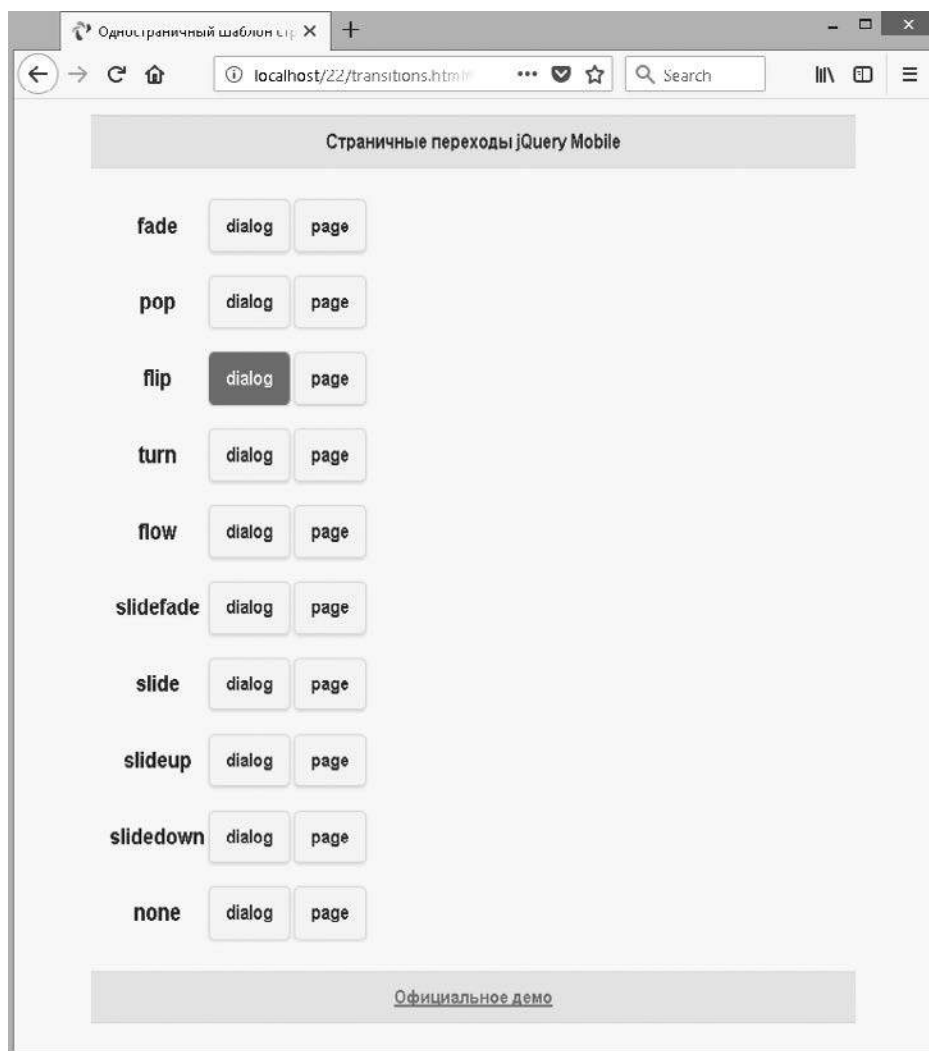 Одностраничный шаблон стр
localhost/22/transitions.html
Search
Страничные переходы jQuery Mobile
fade dialog page
pop dialog page
flip dialog page
turn dialog page
flow dialog page
slidefade dialog page
slide dialog page
slideup dialog page
slidedown dialog page
none dialog page
Официальное демо